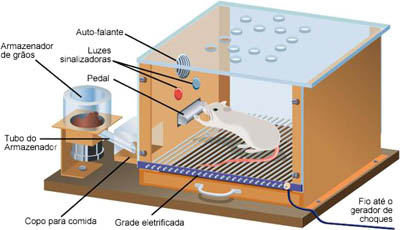 Auto-falante
Armazenador
de grãos
Luzes
sinalizadoras
Pedal
Tubo do
Armazenador
Copo para comida
Grade eletrificada
Fio até o
gerador de
choques